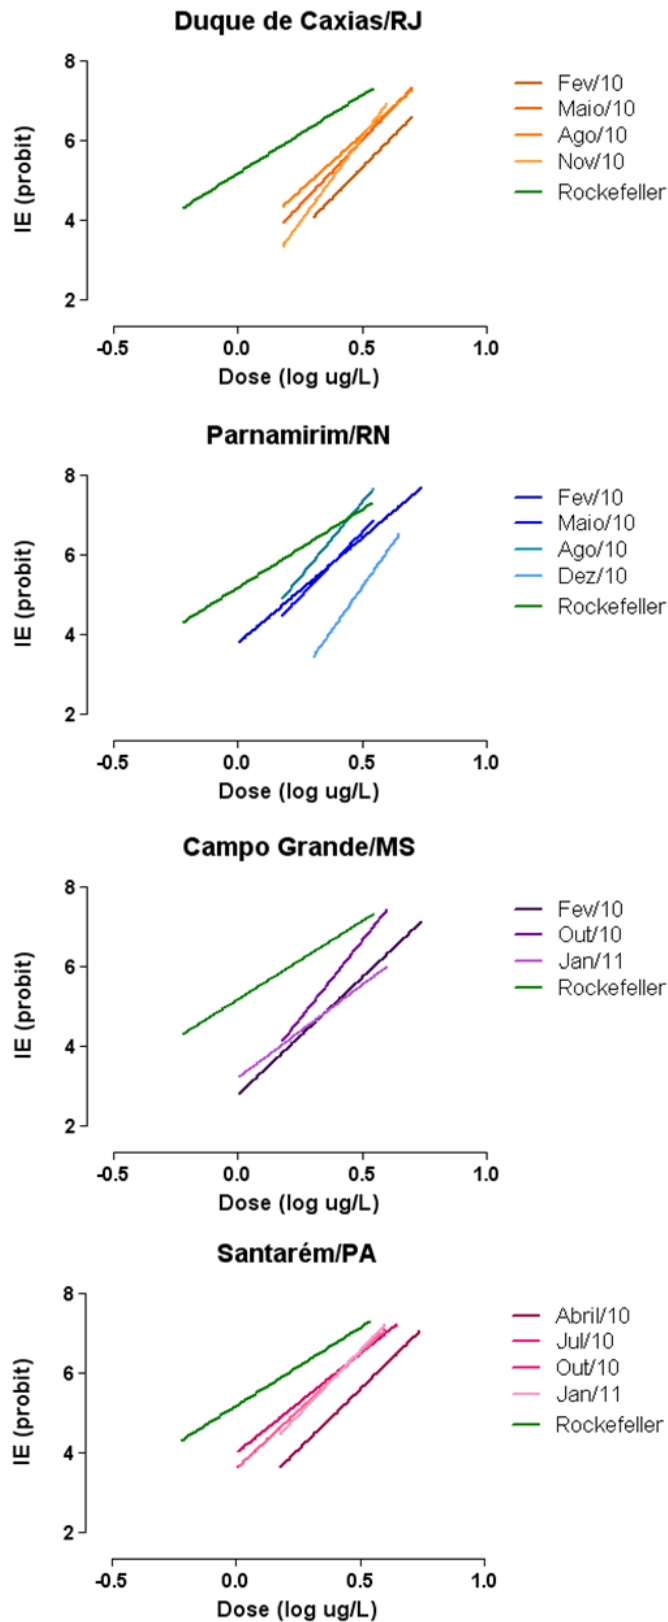 Duque de Caxias/RJ
8
6
4
2
IE (probit)
-0.5 0.0 0.5 1.0
Dose (log ug/L)
Fev/10
Maio/10
Ago/10
Nov/10
Rockefeller
Parnamirim/RN
8
6
4
2
IE (probit)
-0.5 0.0 0.5 1.0
Dose (log ug/L)
Fev/10
Maio/10
Ago/10
Dez/10
Rockefeller
Campo Grande/MS
8
6
4
2
IE (probit)
-0.5 0.0 0.5 1.0
Dose (log ug/L)
Fev/10
Out/10
Jan/11
Rockefeller
Santarém/PA
8
6
4
2
IE (probit)
-0.5 0.0 0.5 1.0
Dose (log ug/L)
Abril/10
Jul/10
Out/10
Jan/11
Rockefeller